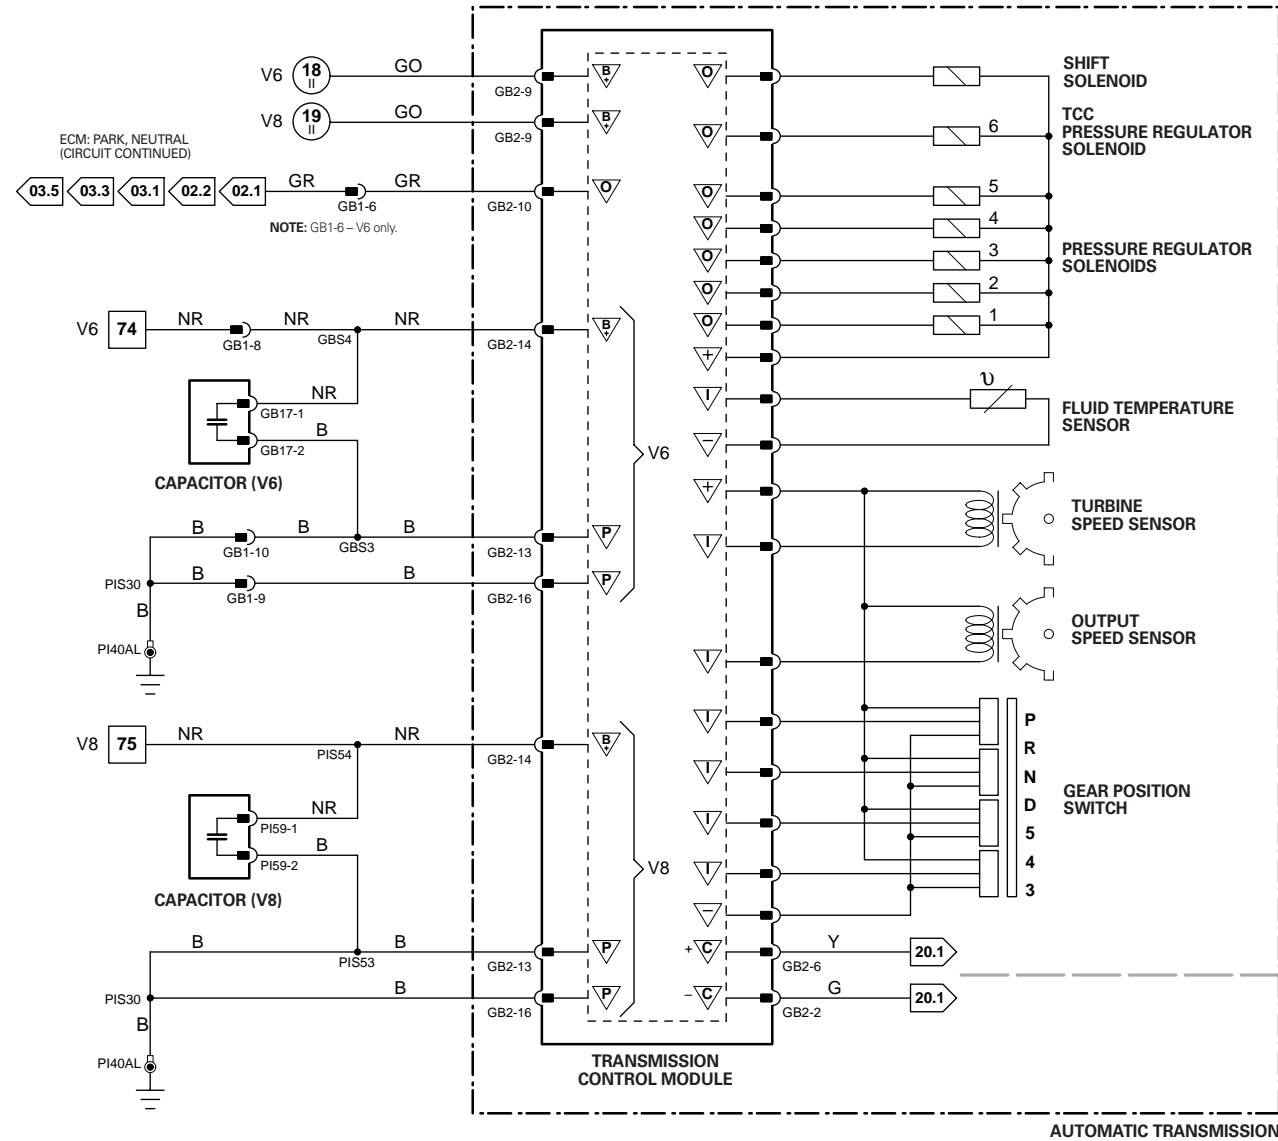 V6 18 II GO GB2-9 B+ O SHIFT
SOLENOID
V8 19 II GO GB2-9 B+ O 6 TCC
PRESSURE REGULATOR
SOLENOID
ECM: PARK, NEUTRAL
(CIRCUIT CONTINUED)
03.5 03.3 03.1 02.2 02.1 GR GB1-6 GR GB2-10 O
NOTE: GB1-6 – V6 only.
O 5
O 4
O 3
O 2
O 1
PRESSURE REGULATOR
SOLENOIDS
+
V6 74 NR GB1-8 NR GBS4 NR GB2-14 B+
NR GB17-1
B GB17-2
CAPACITOR (V6)
V6
I υ
–
FLUID TEMPERATURE
SENSOR
+
I
TURBINE
SPEED SENSOR
B GB1-10 B GBS3 B GB2-13 P
PIS30 B GB1-9 B GB2-16 P
B
PI40AL
I
OUTPUT
SPEED SENSOR
V8 75 NR PIS54 NR GB2-14 B+
NR PI59-1
B PI59-2
CAPACITOR (V8)
V8
I
I
I
I
–
P
R
N
D
5
4
3
GEAR POSITION
SWITCH
B PIS53 B GB2-13 P
+ C GB2-6 Y 20.1
PIS30 B GB2-16 P
– C GB2-2 G 20.1
B
PI40AL
TRANSMISSION
CONTROL MODULE
AUTOMATIC TRANSMISSION